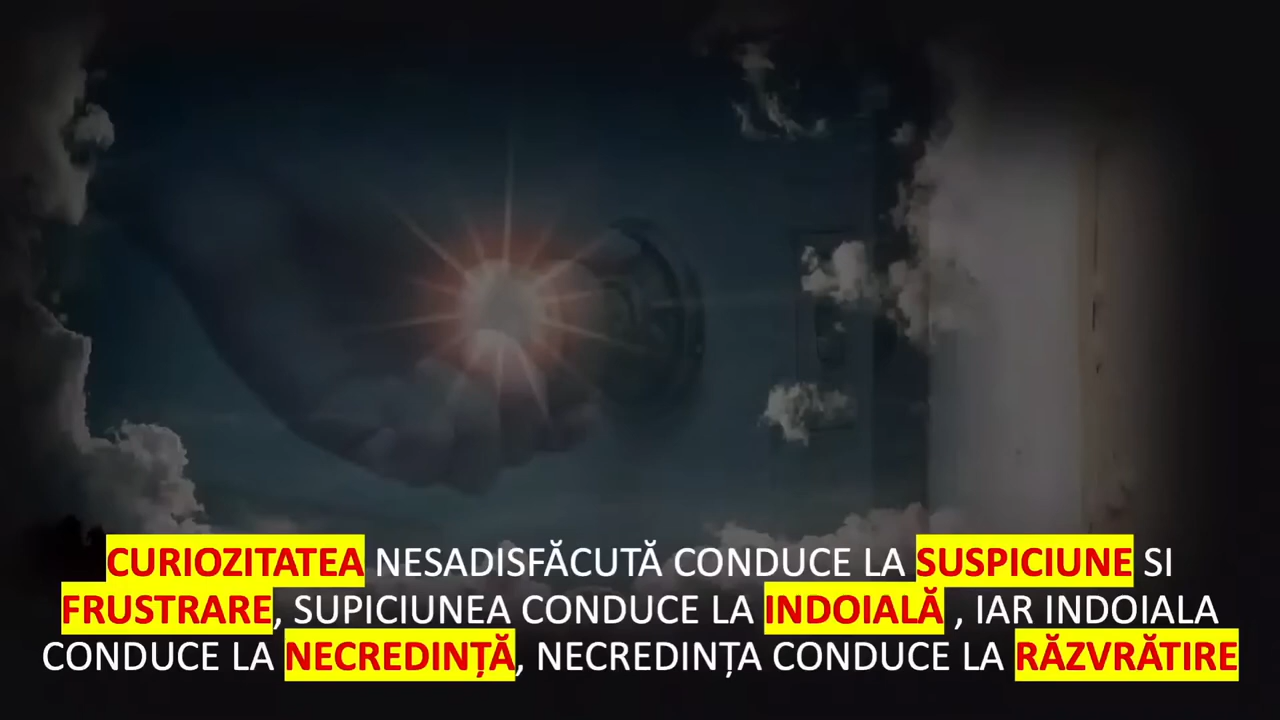 CURIOZITATEA NESADISFĂCUTĂ CONDUCE LA SUSPICIUNE SI
FRUSTRARE, SUPICIUNEA CONDUCE LA INDOIALĂ , IAR INDOIALA
CONDUCE LA NECREDINȚĂ, NECREDINȚA CONDUCE LA RĂZVRĂTIRE